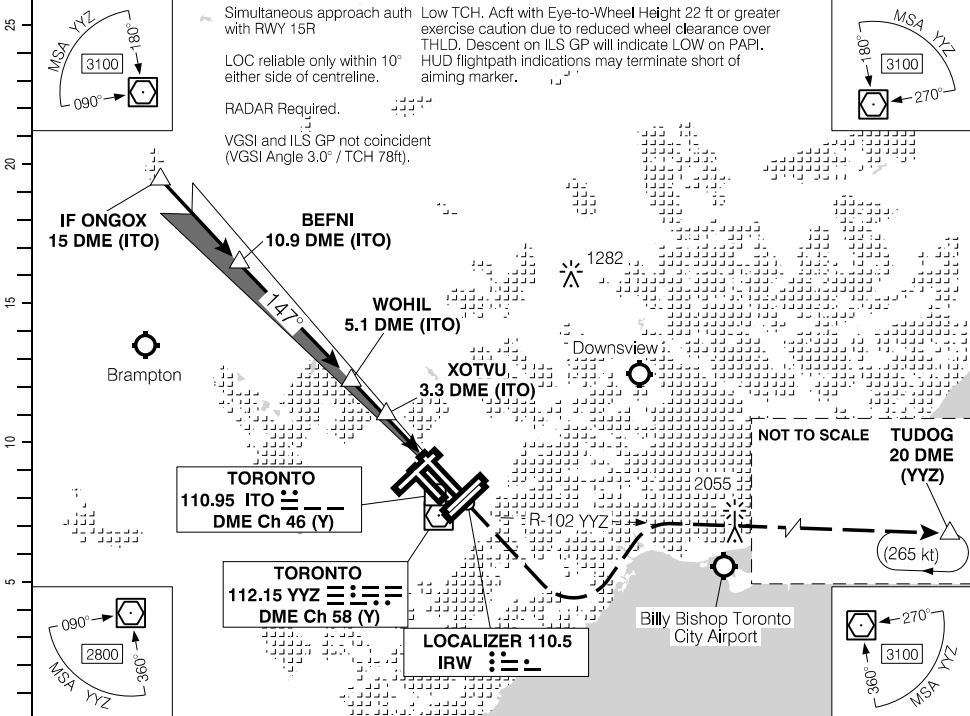 25
20
15
10
5
MSA YYZ
3100
180°
090°
Simultaneous approach auth
with RWY 15R
LOC reliable only within 10°
either side of centreline.
RADAR Required.
VGSI and ILS GP not coincident
(VGSI Angle 3.0° / TCH 78ft).
Low TCH. Acft with Eye-to-Wheel Height 22 ft or greater
exercise caution due to reduced wheel clearance over
THLD. Descent on ILS GP will indicate LOW on PAPI.
HUD flightpath indications may terminate short of
aiming marker.
MSA YYZ
3100
180°
270°
IF ONGOX
15 DME (ITO)
BEFNI
10.9 DME (ITO)
1282
147°
WOHIL
5.1 DME (ITO)
Brampton
Downsview
XOTVU
3.3 DME (ITO)
NOT TO SCALE
TUDOG
20 DME
(YYZ)
TORONTO
110.95 ITO
DME Ch 46 (Y)
2055
R-102 YYZ
(265 kt)
TORONTO
112.15 YYZ
DME Ch 58 (Y)
Billy Bishop Toronto
City Airport
LOCALIZER 110.5
IRW
090°
2800
360°
MSA YYZ
270°
3100
360°
MSA YYZ